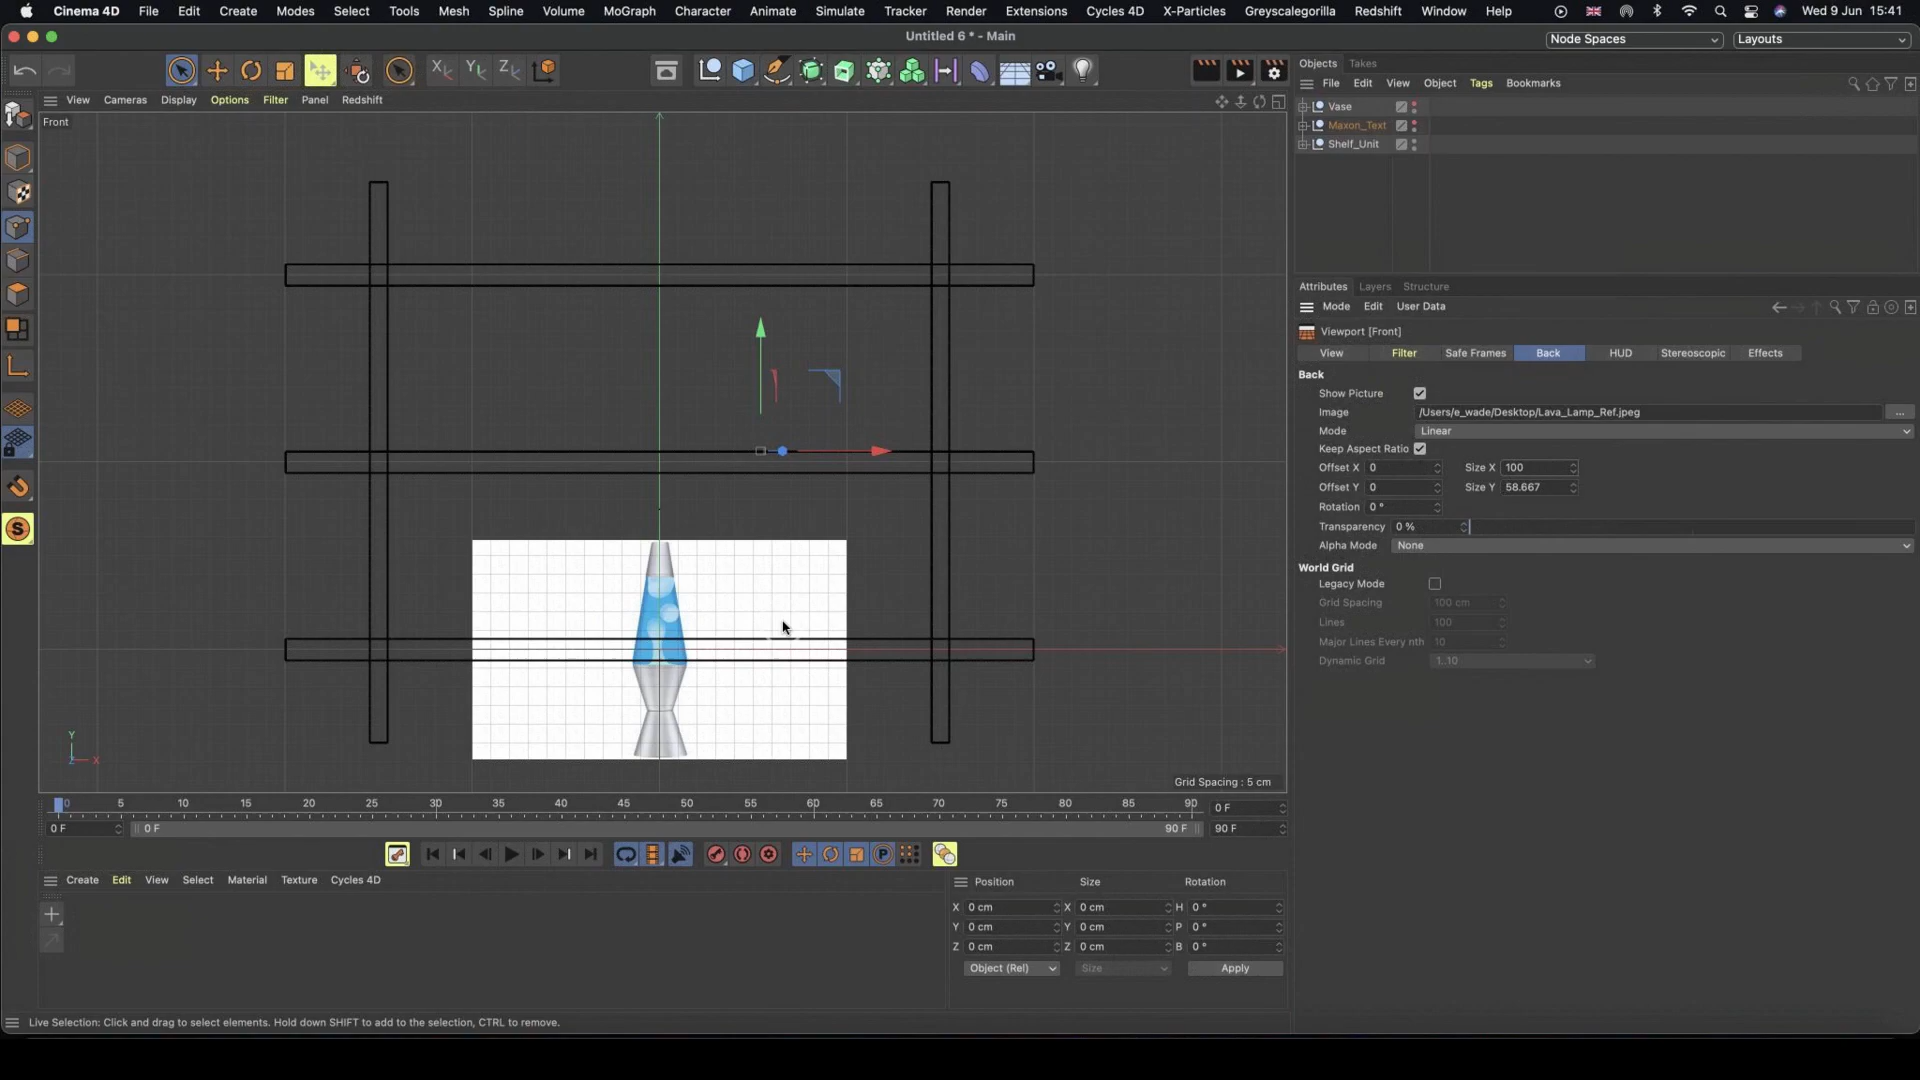 Cinema 4D File Edit Create Modes Select Tools Mesh Spline Volume MoGraph Character Animate Simulate Tracker Render Extensions Cycles 4D X-Particles Greyscalegorilla Redshift Window Help Wed 9 Jun 15:41
Untitled 6 * - Main
Node Spaces Layouts
X Y Z
Objects Takes
File Edit View Object Tags Bookmarks
View Cameras Display Options Filter Panel Redshift
Front
Vase
Maxon_Text
Shelf_Unit
Attributes Layers Structure
Mode Edit User Data
Viewport [Front]
View Filter Safe Frames Back HUD Stereoscopic Effects
Back
Show Picture
Image /Users/e_wade/Desktop/Lava_Lamp_Ref.jpeg
Mode Linear
Keep Aspect Ratio
Offset X 0 Size X 100
Offset Y 0 Size Y 58.667
Rotation 0 °
Transparency 0 %
Alpha Mode None
World Grid
Legacy Mode
Grid Spacing 100 cm
Lines 100
Major Lines Every nth 10
Dynamic Grid 1..10
S
Y
Z X
Grid Spacing : 5 cm
0 5 10 15 20 25 30 35 40 45 50 55 60 65 70 75 80 85 90 0 F
0 F 0 F 90 F 90 F
P
Create Edit View Select Material Texture Cycles 4D
Position Size Rotation
X 0 cm X 0 cm H 0 °
Y 0 cm Y 0 cm P 0 °
Z 0 cm Z 0 cm B 0 °
Object (Rel) Size Apply
Live Selection: Click and drag to select elements. Hold down SHIFT to add to the selection, CTRL to remove.